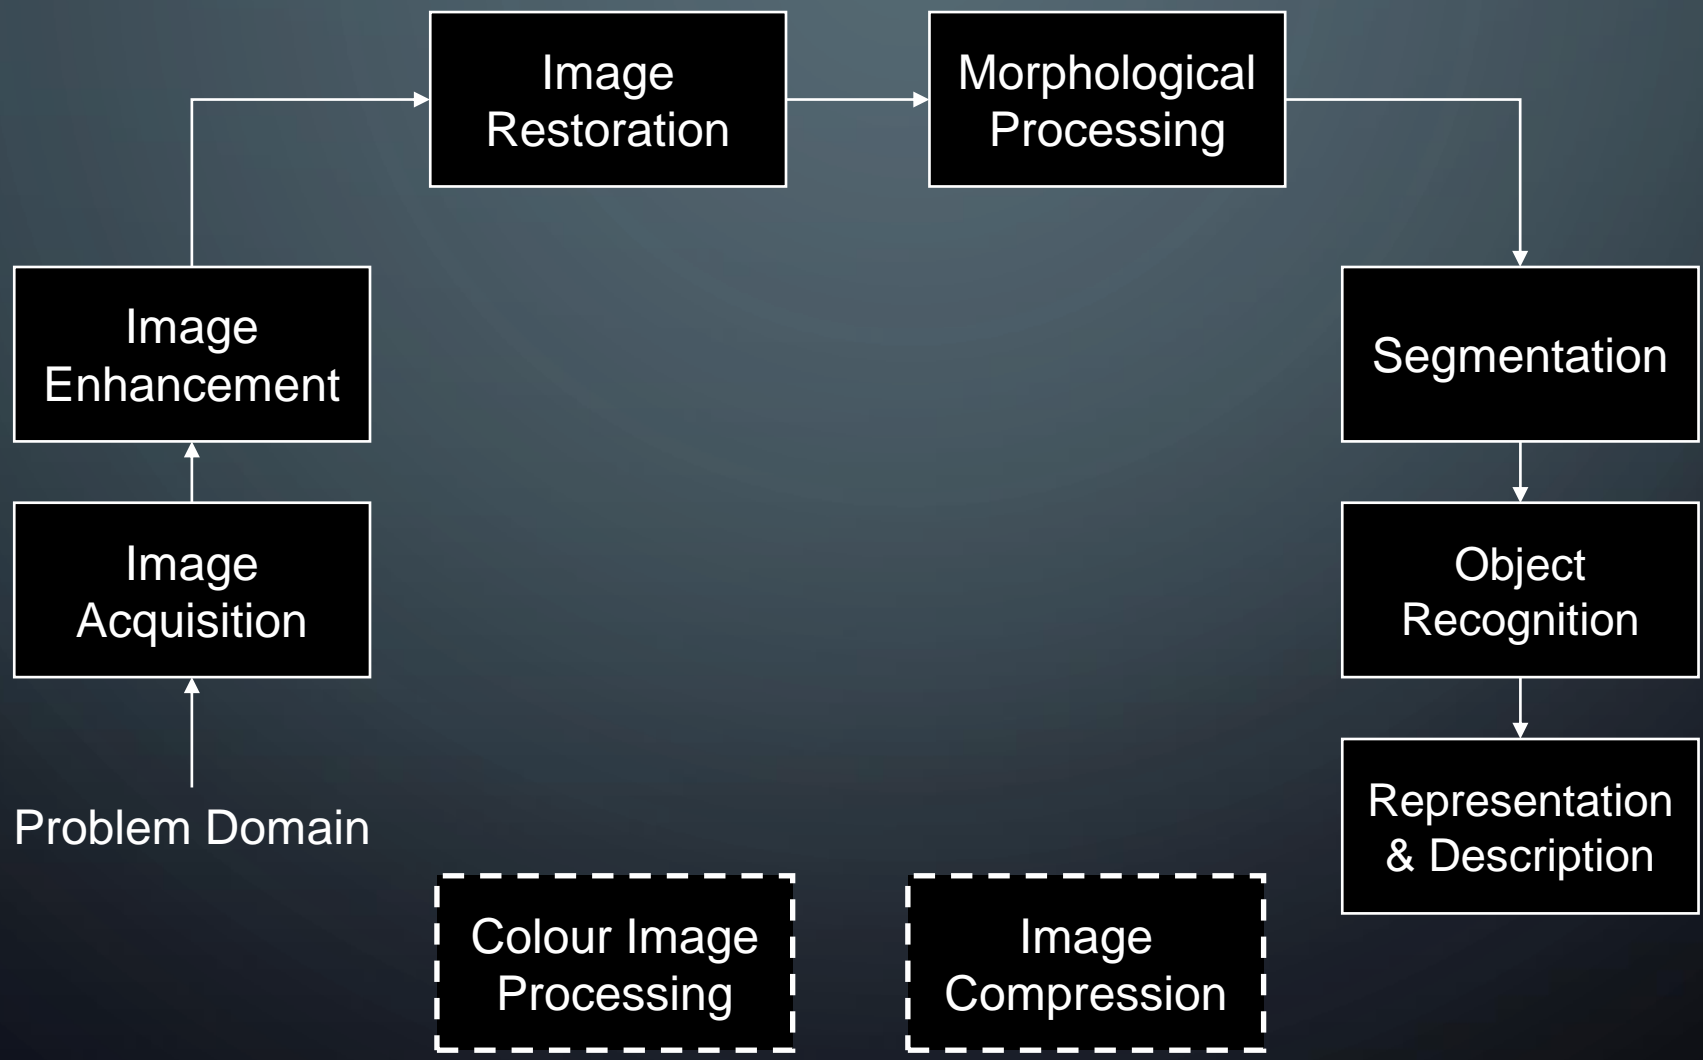 Image
Restoration
Morphological
Processing
Image
Enhancement
Segmentation
Image
Acquisition
Object
Recognition
Problem Domain
Representation
& Description
Colour Image
Processing
Image
Compression